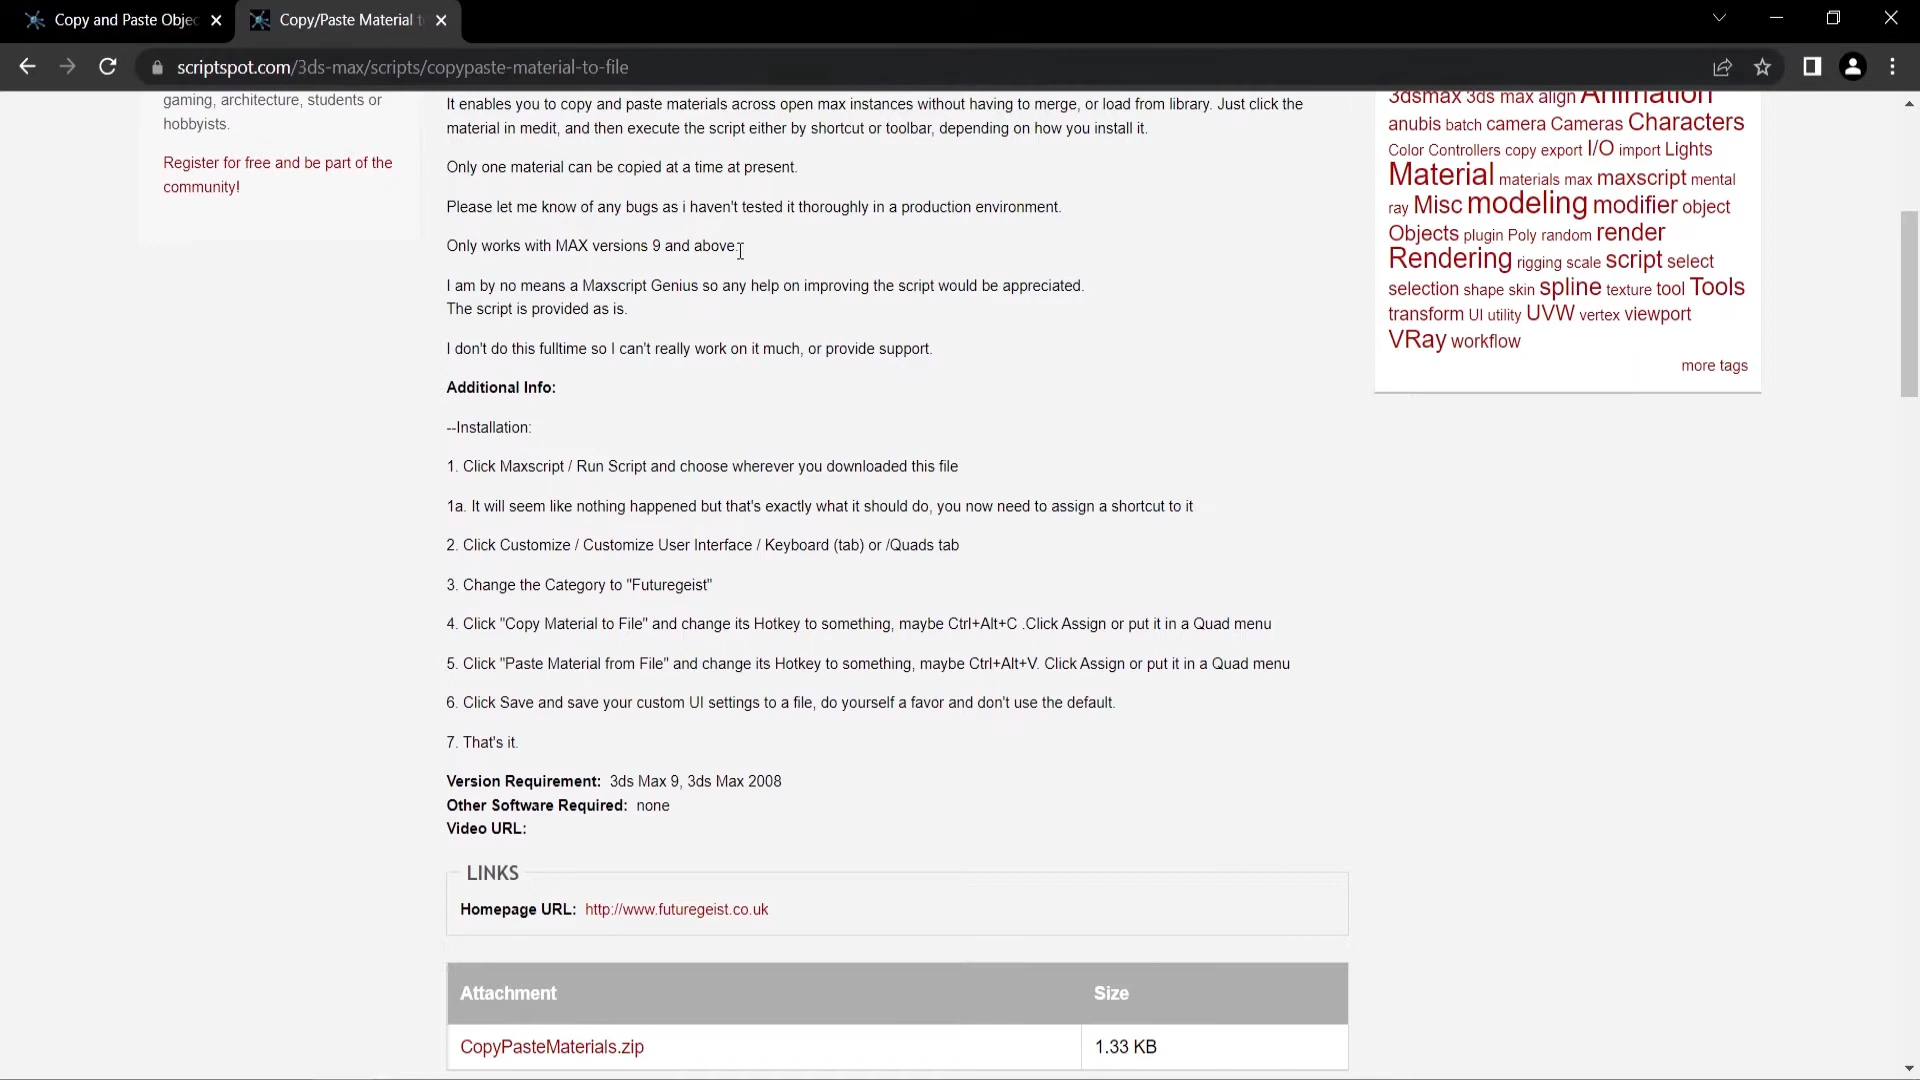 Copy and Paste Objec
Copy/Paste Material t
scriptspot.com/3ds-max/scripts/copypaste-material-to-file
gaming, architecture, students or
hobbyists.
Register for free and be part of the
community!
It enables you to copy and paste materials across open max instances without having to merge, or load from library. Just click the
material in medit, and then execute the script either by shortcut or toolbar, depending on how you install it.
Only one material can be copied at a time at present.
Please let me know of any bugs as i haven't tested it thoroughly in a production environment.
Only works with MAX versions 9 and above.
I am by no means a Maxscript Genius so any help on improving the script would be appreciated.
The script is provided as is.
I don't do this fulltime so I can't really work on it much, or provide support.
Additional Info:
--Installation:
1. Click Maxscript / Run Script and choose wherever you downloaded this file
1a. It will seem like nothing happened but that's exactly what it should do, you now need to assign a shortcut to it
2. Click Customize / Customize User Interface / Keyboard (tab) or /Quads tab
3. Change the Category to "Futuregeist"
4. Click "Copy Material to File" and change its Hotkey to something, maybe Ctrl+Alt+C .Click Assign or put it in a Quad menu
5. Click "Paste Material from File" and change its Hotkey to something, maybe Ctrl+Alt+V. Click Assign or put it in a Quad menu
6. Click Save and save your custom UI settings to a file, do yourself a favor and don't use the default.
7. That's it.
Version Requirement: 3ds Max 9, 3ds Max 2008
Other Software Required: none
Video URL:
LINKS
Homepage URL: http://www.futuregeist.co.uk
Attachment Size
CopyPasteMaterials.zip 1.33 KB
3dsmax 3ds max align Animation
anubis batch camera Cameras Characters
Color Controllers copy export I/O import Lights
Material materials max maxscript mental
ray Misc modeling modifier object
Objects plugin Poly random render
Rendering rigging scale script select
selection shape skin spline texture tool Tools
transform UI utility UVW vertex viewport
VRay workflow
more tags